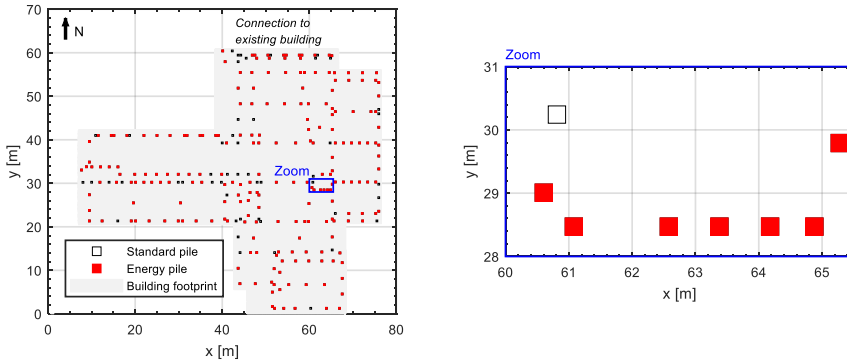 70
60
50
40
30
20
10
0
y [m]
N
Connection to
existing building
Zoom
Standard pile
Energy pile
Building footprint
0
20
40
60
80
x [m]
Zoom
31
30
29
28
y [m]
60
61
62
63
64
65
x [m]